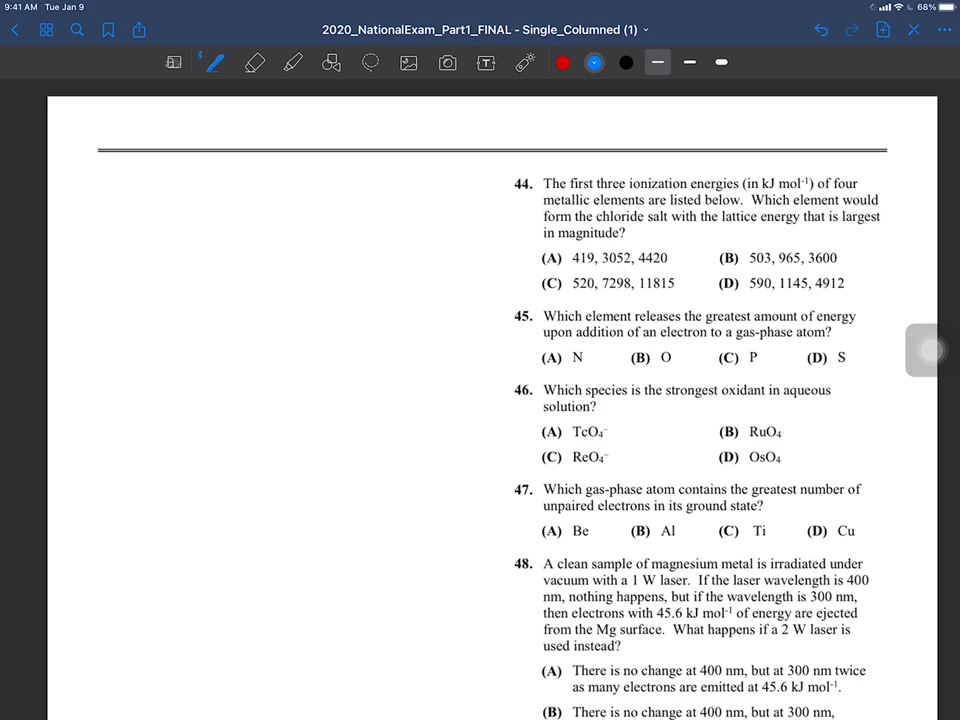 9:41 AM Tue Jan 9
68%
2020_NationalExam_Part1_FINAL - Single_Columned (1)
44. The first three ionization energies (in kJ mol⁻¹) of four
metallic elements are listed below. Which element would
form the chloride salt with the lattice energy that is largest
in magnitude?
(A) 419, 3052, 4420 (B) 503, 965, 3600
(C) 520, 7298, 11815 (D) 590, 1145, 4912
45. Which element releases the greatest amount of energy
upon addition of an electron to a gas-phase atom?
(A) N (B) O (C) P (D) S
46. Which species is the strongest oxidant in aqueous
solution?
(A) TcO₄⁻ (B) RuO₄
(C) ReO₄⁻ (D) OsO₄
47. Which gas-phase atom contains the greatest number of
unpaired electrons in its ground state?
(A) Be (B) Al (C) Ti (D) Cu
48. A clean sample of magnesium metal is irradiated under
vacuum with a 1 W laser. If the laser wavelength is 400
nm, nothing happens, but if the wavelength is 300 nm,
then electrons with 45.6 kJ mol⁻¹ of energy are ejected
from the Mg surface. What happens if a 2 W laser is
used instead?
(A) There is no change at 400 nm, but at 300 nm twice
as many electrons are emitted at 45.6 kJ mol⁻¹.
(B) There is no change at 400 nm, but at 300 nm,